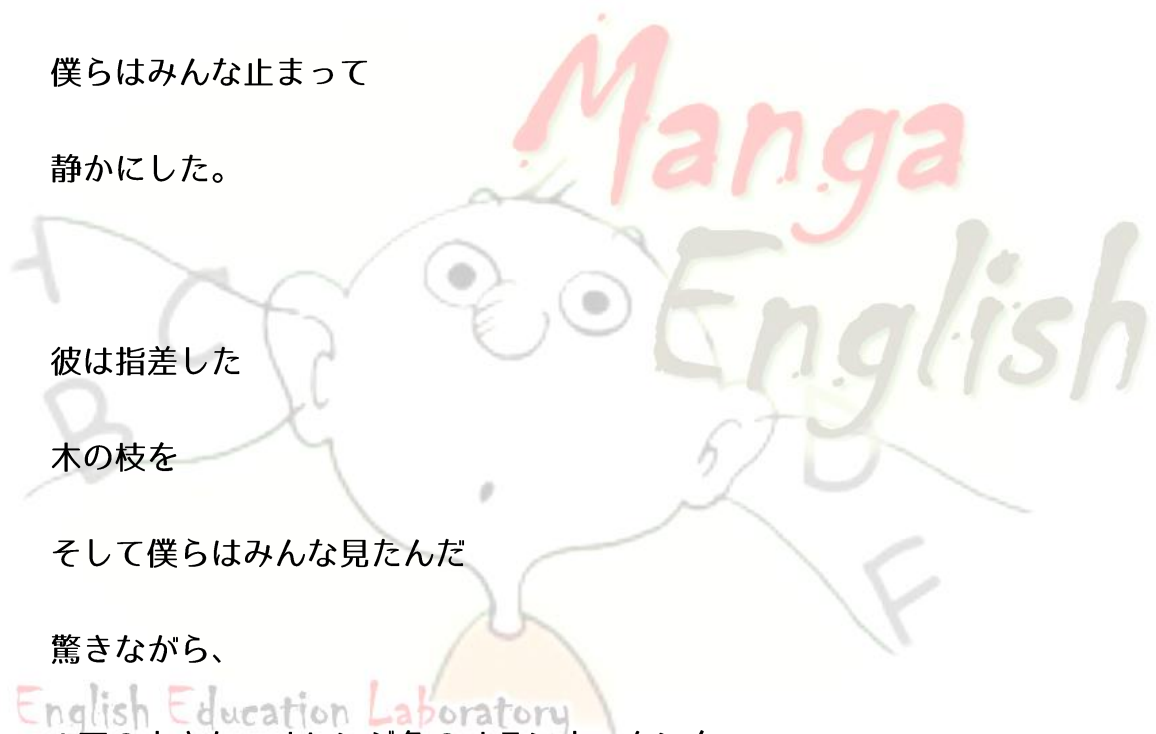 僕らはみんな止まって
Manga
静かにした。
English
彼は指差した
木の枝を
そして僕らはみんな見たんだ
驚きながら、
English Education Laboratory